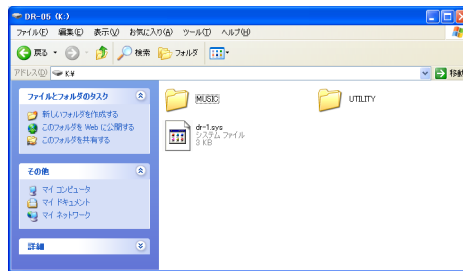 DR-05 (K:)
ファイル(F) 編集(E) 表示(V) お気に入り(A) ツール(T) ヘルプ(H)
戻る 検索 フォルダ
アドレス(D) K:¥ 移動
ファイルとフォルダのタスク
新しいフォルダを作成する
このフォルダを Web に公開する
このフォルダを共有する
その他
マイ コンピュータ
マイ ドキュメント
マイ ネットワーク
詳細
MUSIC UTILITY
dr-1.sys
システム ファイル
3 KB